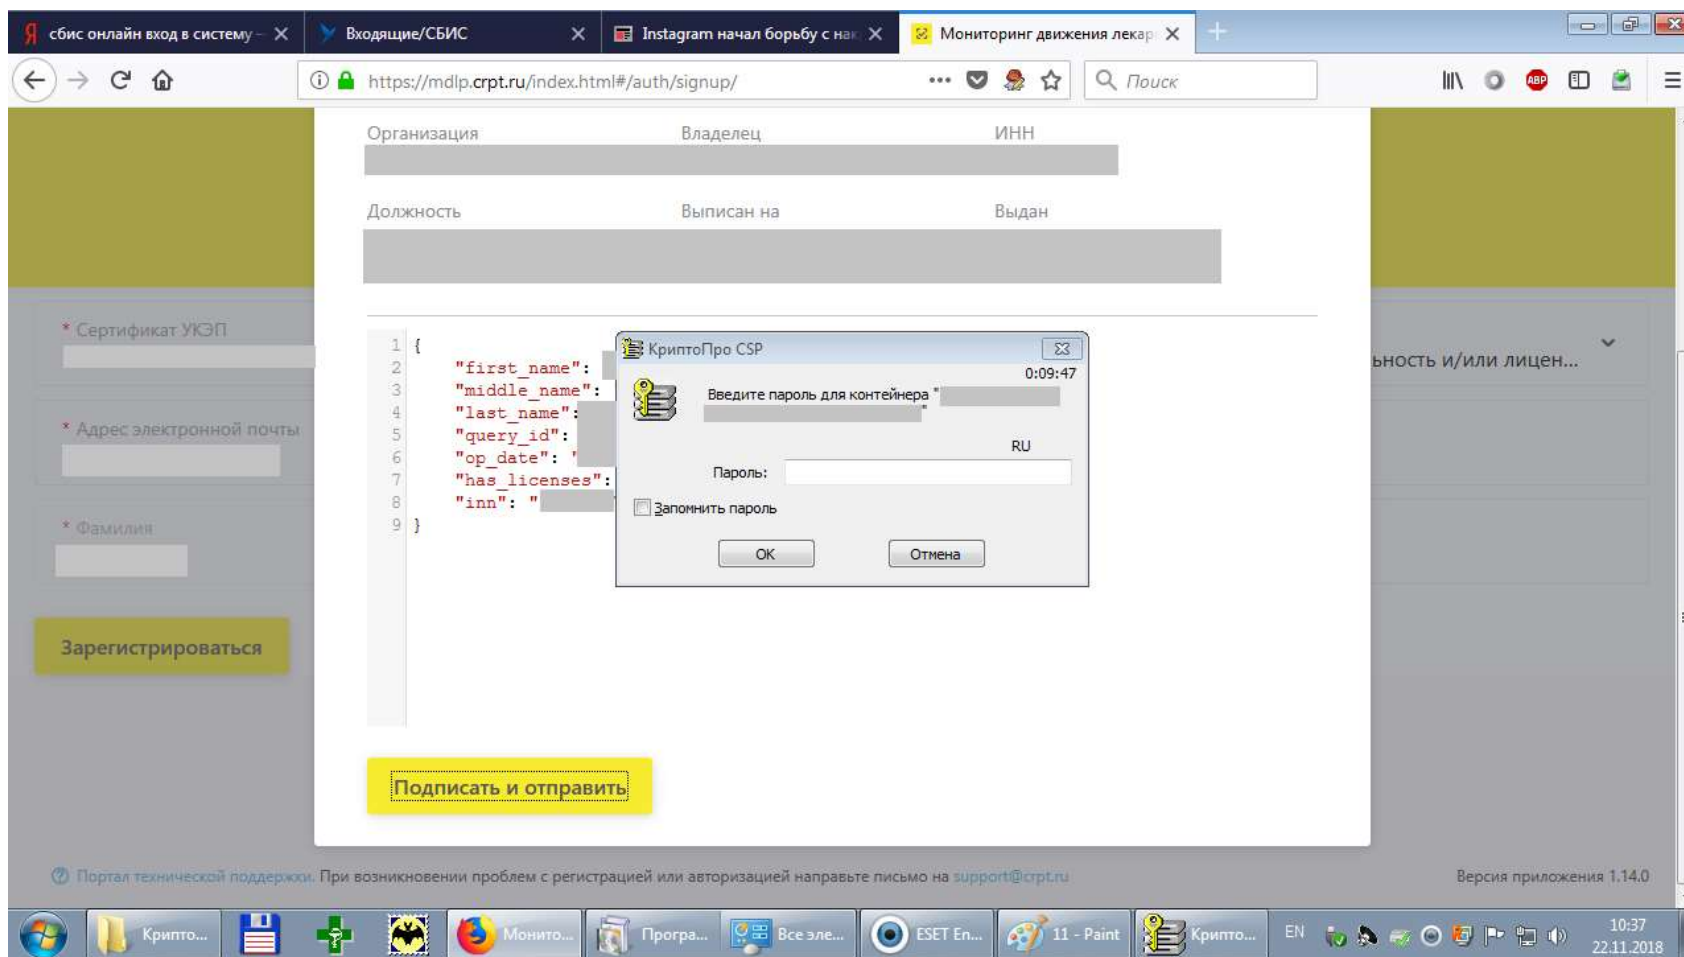 сбис онлайн вход в систему –
Входящие/СБИС
Instagram начал борьбу с нак
Мониторинг движения лекар
https://mdlp.crpt.ru/index.html#/auth/signup/
Поиск
ABP
Организация Владелец ИНН
Должность Выписан на Выдан
* Сертификат УКЭП
ьность и/или лицен...
* Адрес электронной почты
* Фамилия
Зарегистрироваться
1 {
2 "first_name":
3 "middle_name":
4 "last_name":
5 "query_id":
6 "op_date": "
7 "has_licenses":
8 "inn": "
9 }
КриптоПро CSP
0:09:47
Введите пароль для контейнера "
"
RU
Пароль:
Запомнить пароль
OK Отмена
Подписать и отправить
Портал технической поддержки. При возникновении проблем с регистрацией или авторизацией направьте письмо на support@crpt.ru
Версия приложения 1.14.0
Крипто...
Монито...
Програ...
Все эле...
ESET En...
11 - Paint
Крипто...
EN
10:37
22.11.2018